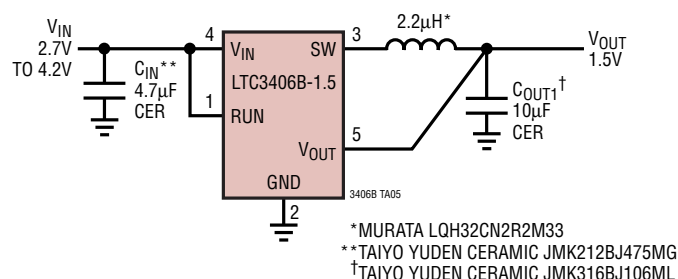 VIN
2.7V
TO 4.2V
CIN**
4.7µF
CER
4
VIN
SW
3
2.2µH*
VOUT
1.5V
LTC3406B-1.5
COUT1†
10µF
CER
1
RUN
VOUT
5
GND
2
3406B TA05
*MURATA LQH32CN2R2M33
**TAIYO YUDEN CERAMIC JMK212BJ475MG
†TAIYO YUDEN CERAMIC JMK316BJ106ML